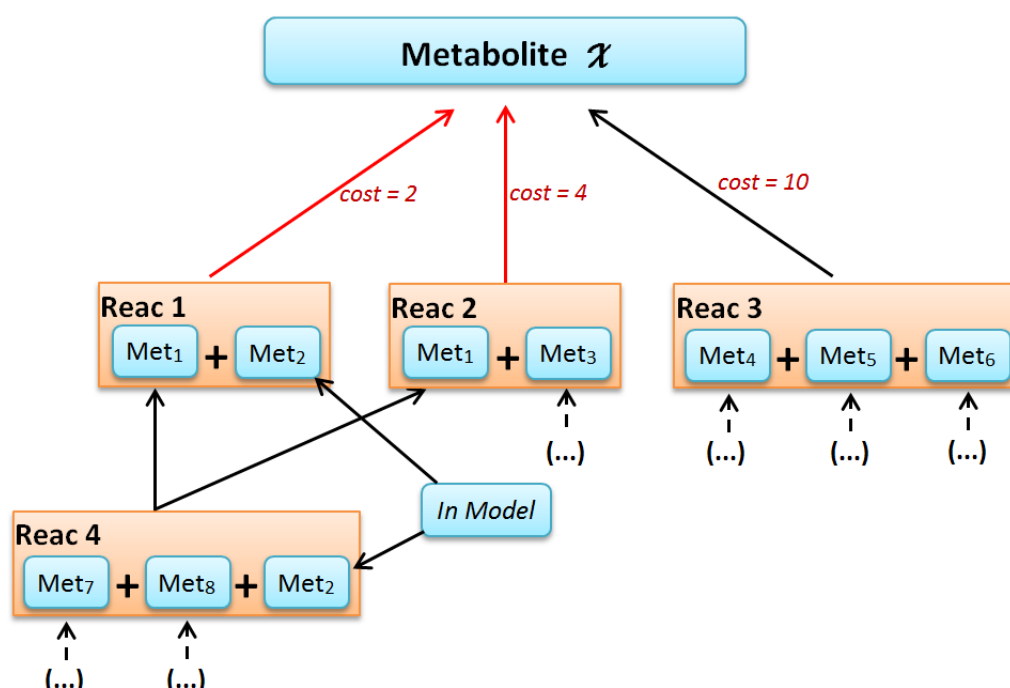 Metabolite 𝓧
cost = 2
cost = 4
cost = 10
Reac 1
Met₁ + Met₂
Reac 2
Met₁ + Met₃
Reac 3
Met₄ + Met₅ + Met₆
(...)
(...)
(...)
(...)
In Model
Reac 4
Met₇ + Met₈ + Met₂
(...)
(...)